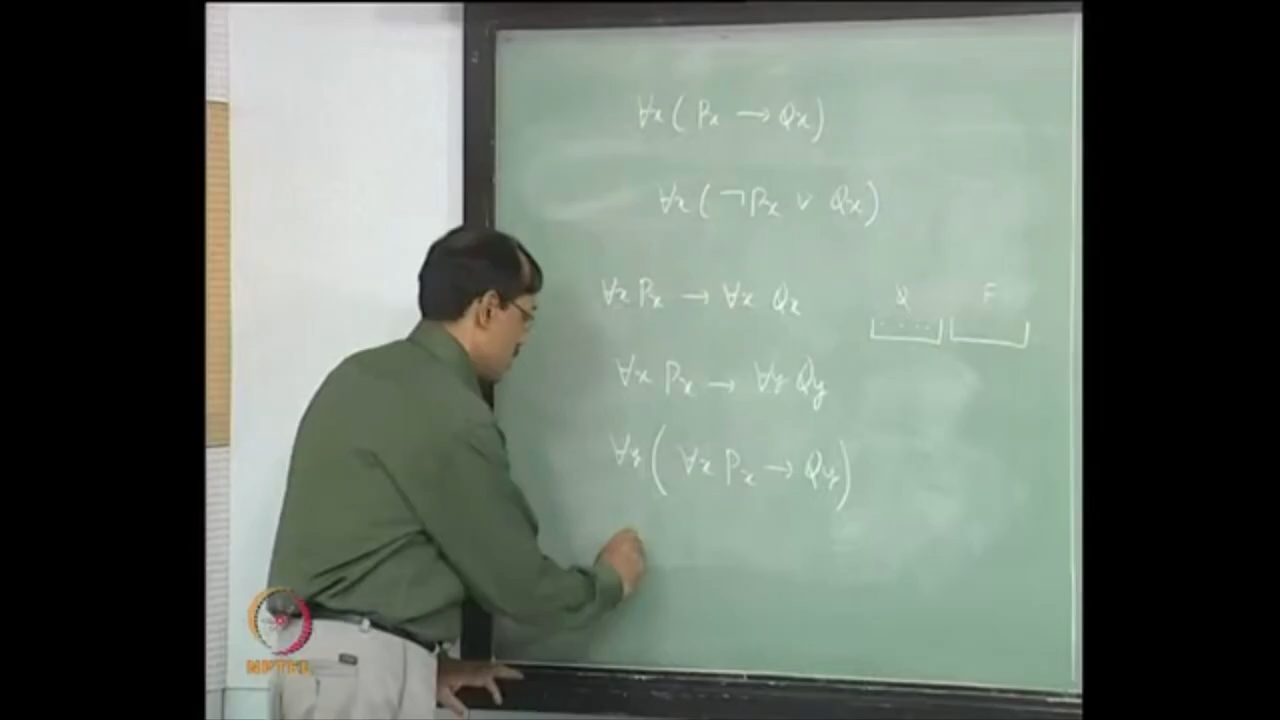 ∀x ( Px → Qx )
∀x ( ¬ Px ∨ Qx )
∀x Px → ∀x Qx
Q F
∀x Px → ∀y Qy
∀y ( ∀x Px → Qy )
NPTEL